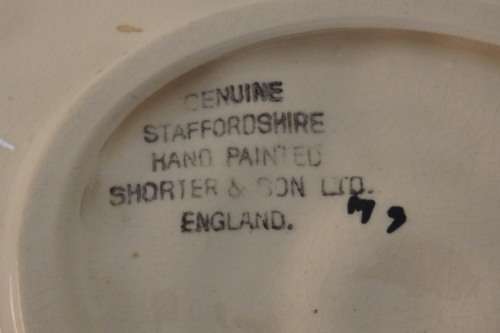 GENUINE
STAFFORDSHIRE
HAND PAINTED
SHORTER & SON LTD.
ENGLAND.